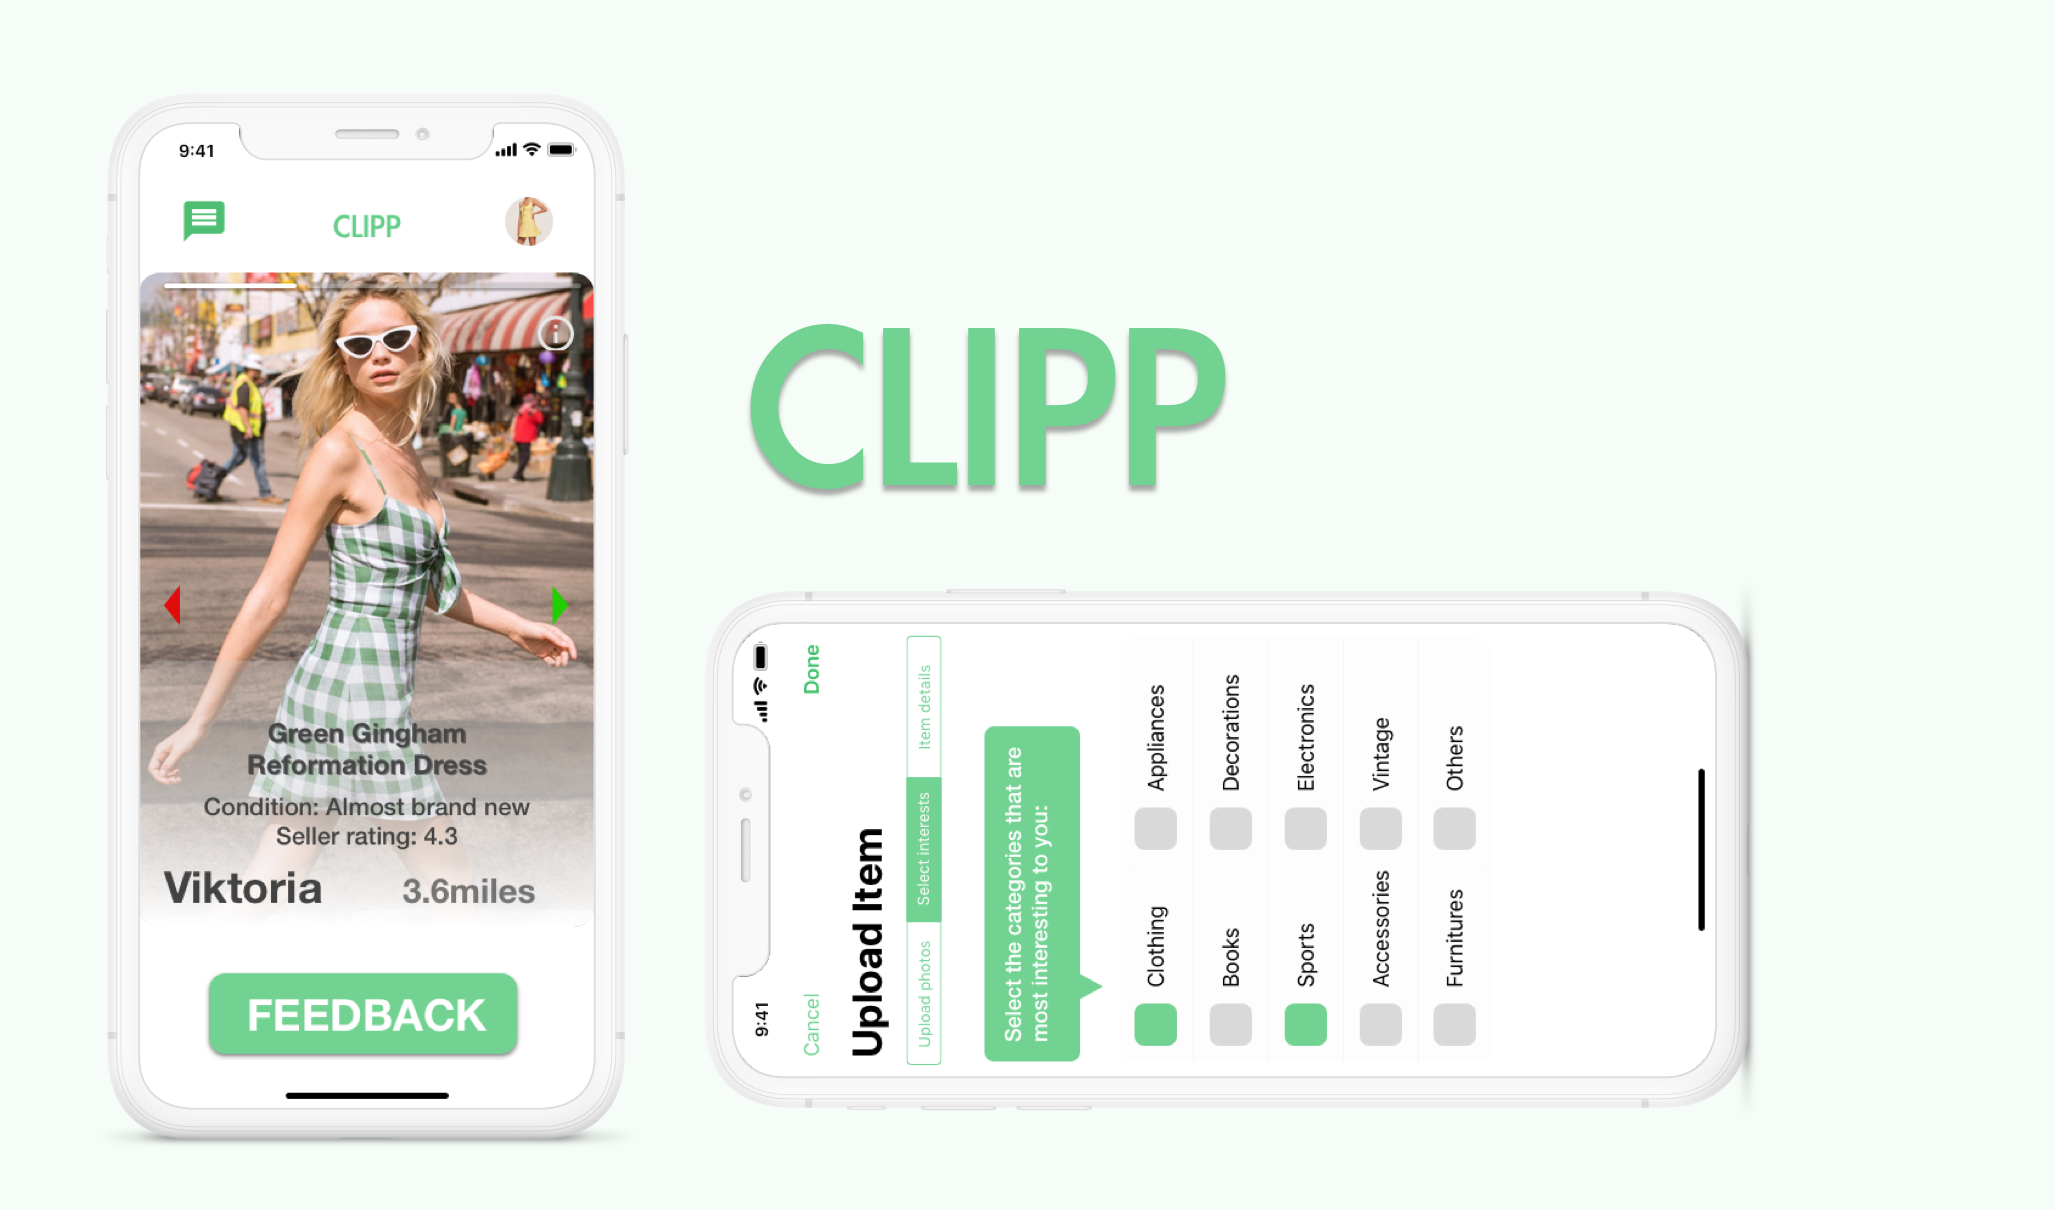 9:41
CLIPP
Green Gingham
Reformation Dress
Condition: Almost brand new
Seller rating: 4.3
Viktoria 3.6miles
FEEDBACK
CLIPP
9:41
Cancel Done
Upload Item
Upload photos Select interests Item details
Select the categories that are
most interesting to you:
Clothing Appliances
Books Decorations
Sports Electronics
Accessories Vintage
Furnitures Others